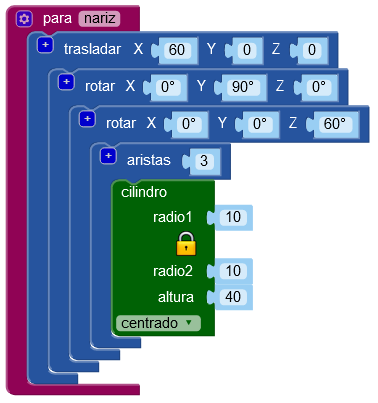 para nariz
+ trasladar X 60 Y 0 Z 0
+ rotar X 0° Y 90° Z 0°
+ rotar X 0° Y 0° Z 60°
+ aristas 3
cilindro
radio1 10
radio2 10
altura 40
centrado ▼